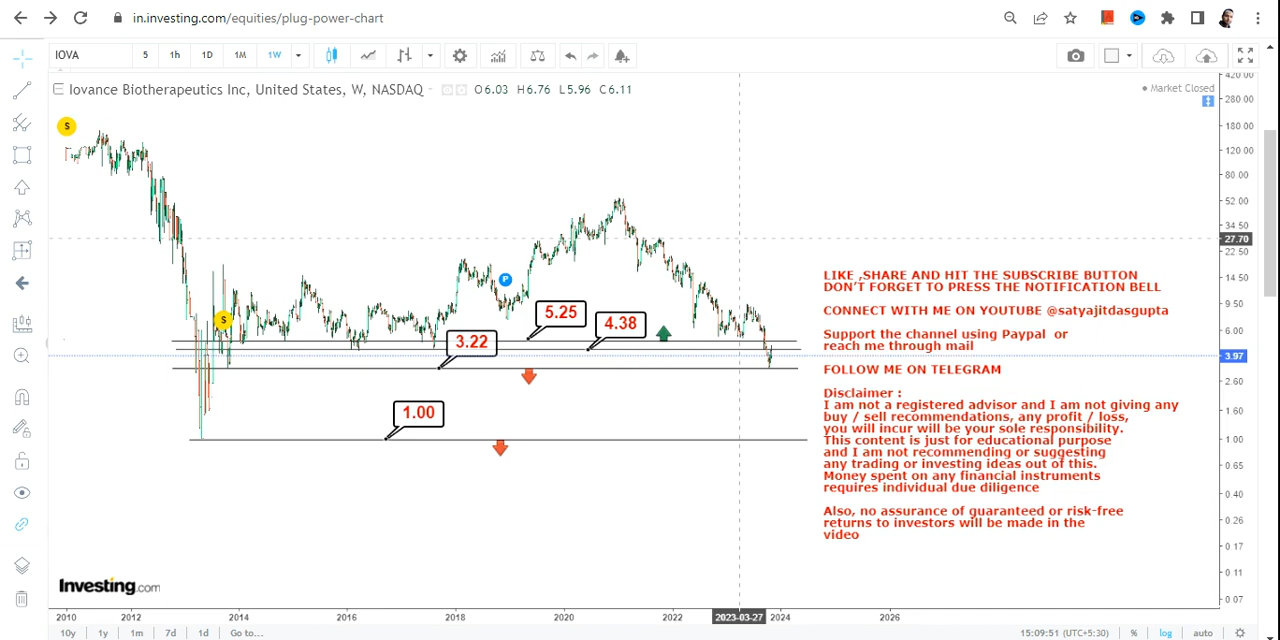 in.investing.com/equities/plug-power-chart
IOVA 5 1h 1D 1M 1W
Iovance Biotherapeutics Inc, United States, W, NASDAQ O6.03 H6.76 L5.96 C6.11
Market Closed
420.00
280.00
180.00
120.00
80.00
52.00
34.50
27.70
22.50
14.50
9.50
6.00
3.97
2.60
1.60
1.00
0.65
0.40
0.26
0.17
0.11
0.07
S
S
P
5.25
4.38
3.22
1.00
LIKE ,SHARE AND HIT THE SUBSCRIBE BUTTON
DON'T FORGET TO PRESS THE NOTIFICATION BELL
CONNECT WITH ME ON YOUTUBE @satyajitdasgupta
Support the channel using Paypal or
reach me through mail
FOLLOW ME ON TELEGRAM
Disclaimer :
I am not a registered advisor and I am not giving any
buy / sell recommendations, any profit / loss,
you will incur will be your sole responsibility.
This content is just for educational purpose
and I am not recommending or suggesting
any trading or investing ideas out of this.
Money spent on any financial instruments
requires individual due diligence
Also, no assurance of guaranteed or risk-free
returns to investors will be made in the
video
Investing.com
2010 2012 2014 2016 2018 2020 2022 2023-03-27 2024 2026
10y 1y 1m 7d 1d Go to... 15:09:51 (UTC+5:30) % log auto